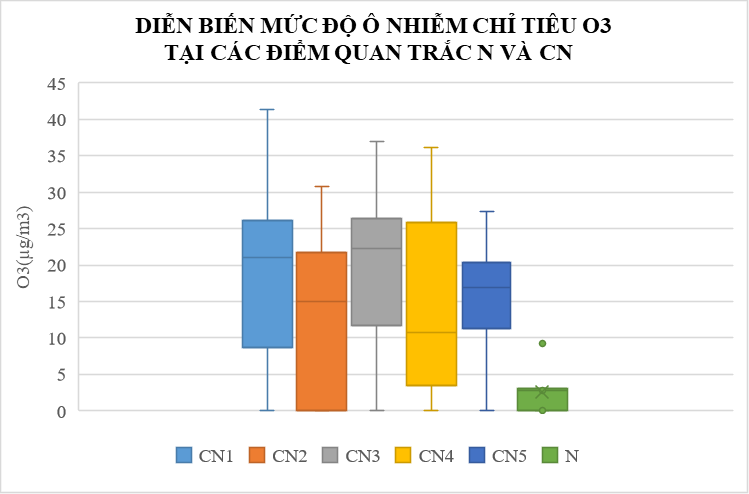 DIỄN BIẾN MỨC ĐỘ Ô NHIỄM CHỈ TIÊU O3
TẠI CÁC ĐIỂM QUAN TRẮC N VÀ CN
45
40
35
30
25
20
15
10
5
0
O3(µg/m3)
CN1 CN2 CN3 CN4 CN5 N